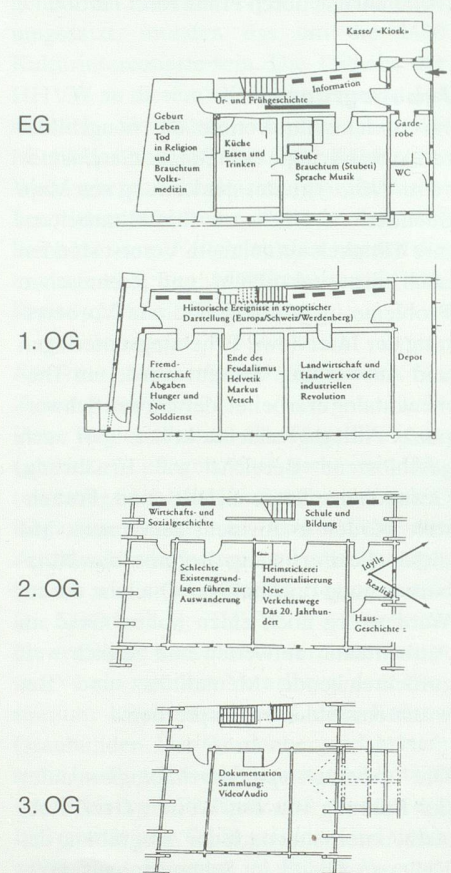 Kasse/ «Kiosk»
Information
Ur- und Frühgeschichte
EG
Geburt
Leben
Tod
in Religion
und
Brauchtum
Volks-
medizin
Küche
Essen und
Trinken
Stube
Brauchtum (Stubeti)
Sprache Musik
Garde-
robe
WC
Historische Ereignisse in synoptischer
Darstellung (Europa/Schweiz/Werdenberg)
1. OG
Fremd-
herrschaft
Abgaben
Hunger und
Not
Solddienst
Ende des
Feudalismus
Helvetik
Markus
Vetsch
Landwirtschaft und
Handwerk vor der
industriellen
Revolution
Depot
Wirtschafts- und
Sozialgeschichte
Schule und
Bildung
2. OG
Schlechte
Existenzgrund-
lagen führen zur
Auswanderung
Heimstickerei
Industrialisierung
Neue
Verkehrswege
Das 20. Jahrhun-
dert
Idylle
Realität
Haus-
Geschichte
3. OG
Dokumentation
Sammlung:
Video/Audio